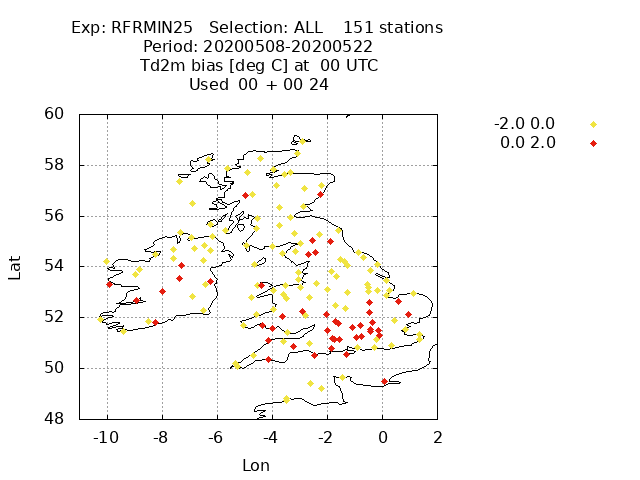 Exp: RFRMIN25 Selection: ALL 151 stations
Period: 20200508-20200522
Td2m bias [deg C] at 00 UTC
Used 00 + 00 24
-2.0 0.0
0.0 2.0
60
58
56
54
52
50
48
Lat
-10 -8 -6 -4 -2 0 2
Lon